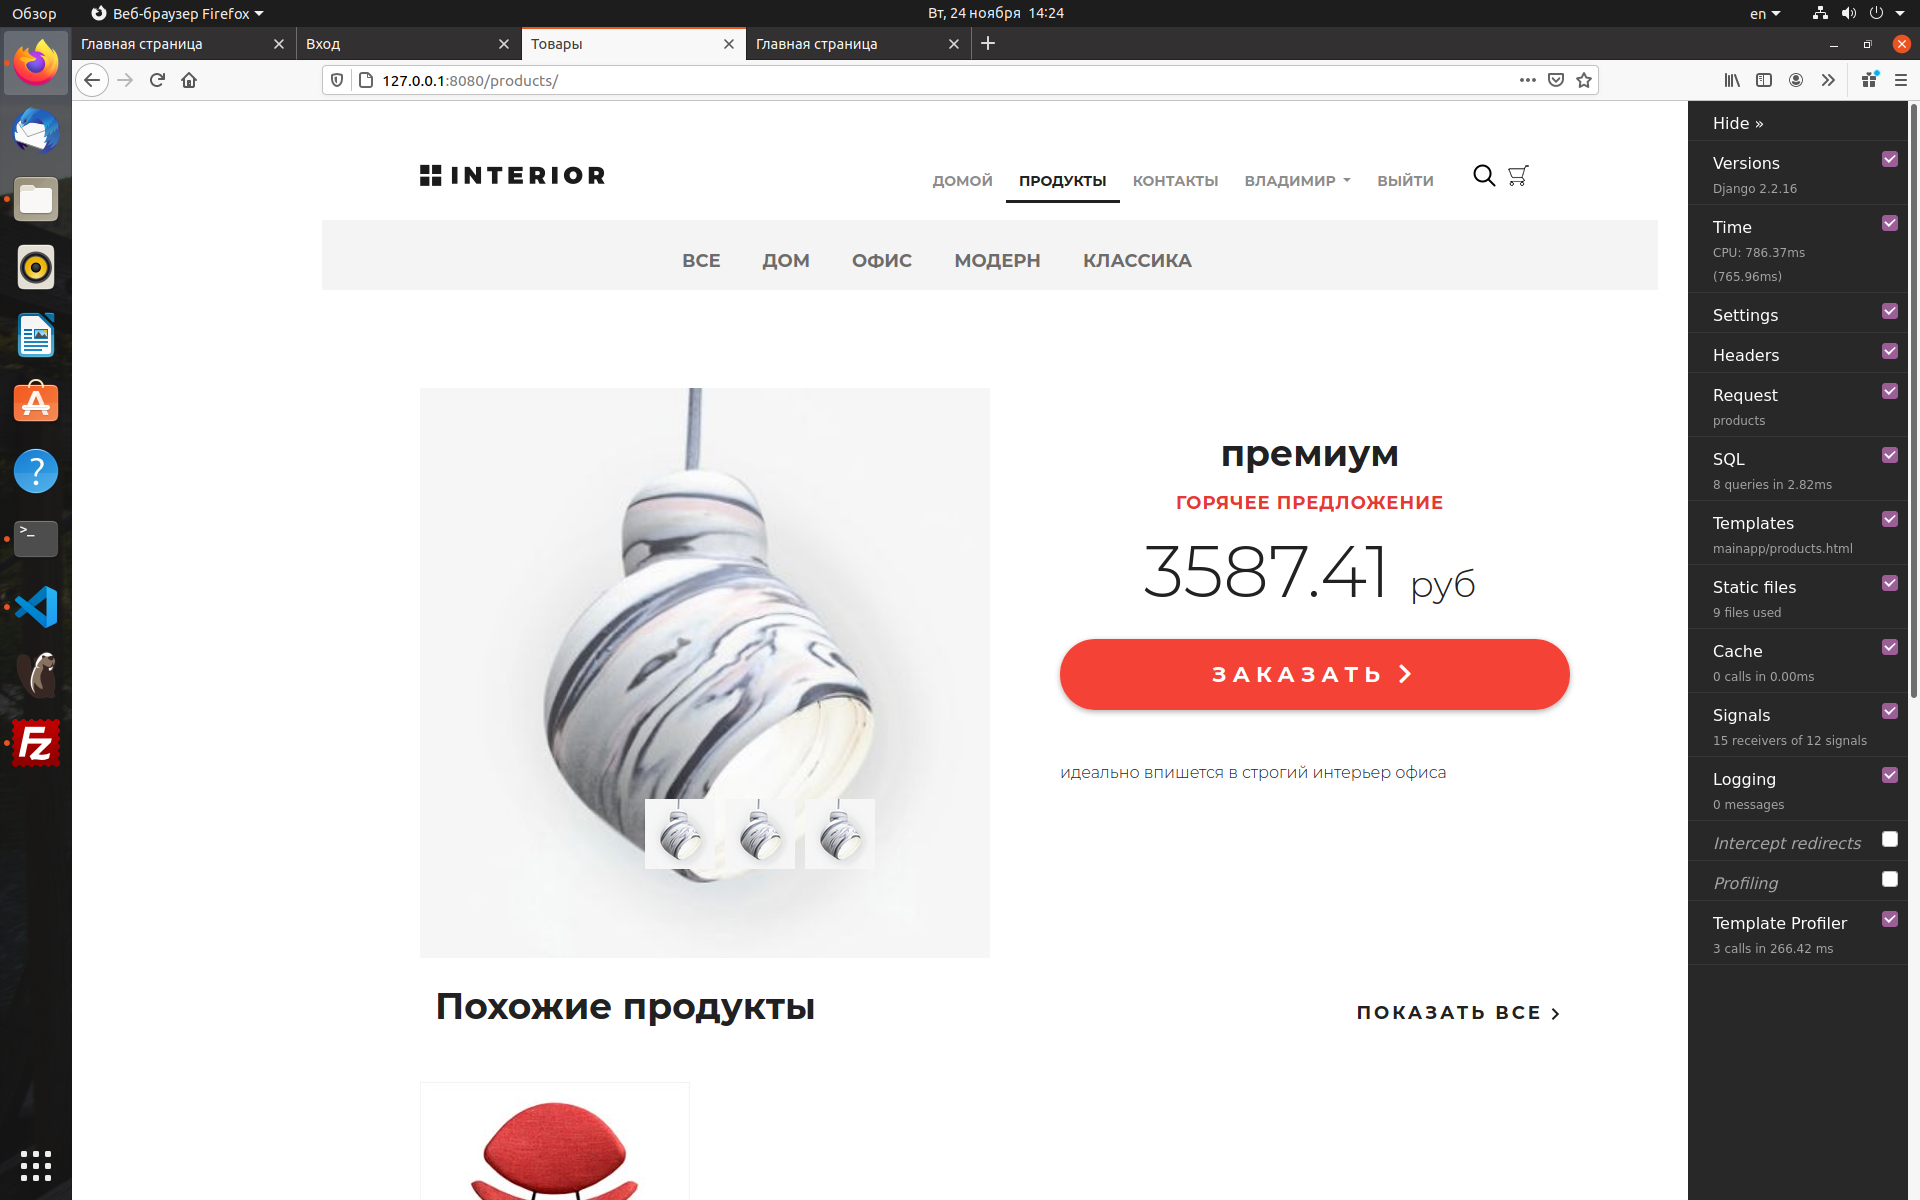 Обзор
Веб-браузер Firefox
Вт, 24 ноября 14:24
en
Главная страница
Вход
Товары
Главная страница
127.0.0.1:8080/products/
INTERIOR
ДОМОЙ
ПРОДУКТЫ
КОНТАКТЫ
ВЛАДИМИР
ВЫЙТИ
ВСЕ
ДОМ
ОФИС
МОДЕРН
КЛАССИКА
премиум
ГОРЯЧЕЕ ПРЕДЛОЖЕНИЕ
3587.41 руб
ЗАКАЗАТЬ
идеально впишется в строгий интерьер офиса
Похожие продукты
ПОКАЗАТЬ ВСЕ
Hide »
Versions
Django 2.2.16
Time
CPU: 786.37ms
(765.96ms)
Settings
Headers
Request
products
SQL
8 queries in 2.82ms
Templates
mainapp/products.html
Static files
9 files used
Cache
0 calls in 0.00ms
Signals
15 receivers of 12 signals
Logging
0 messages
Intercept redirects
Profiling
Template Profiler
3 calls in 266.42 ms